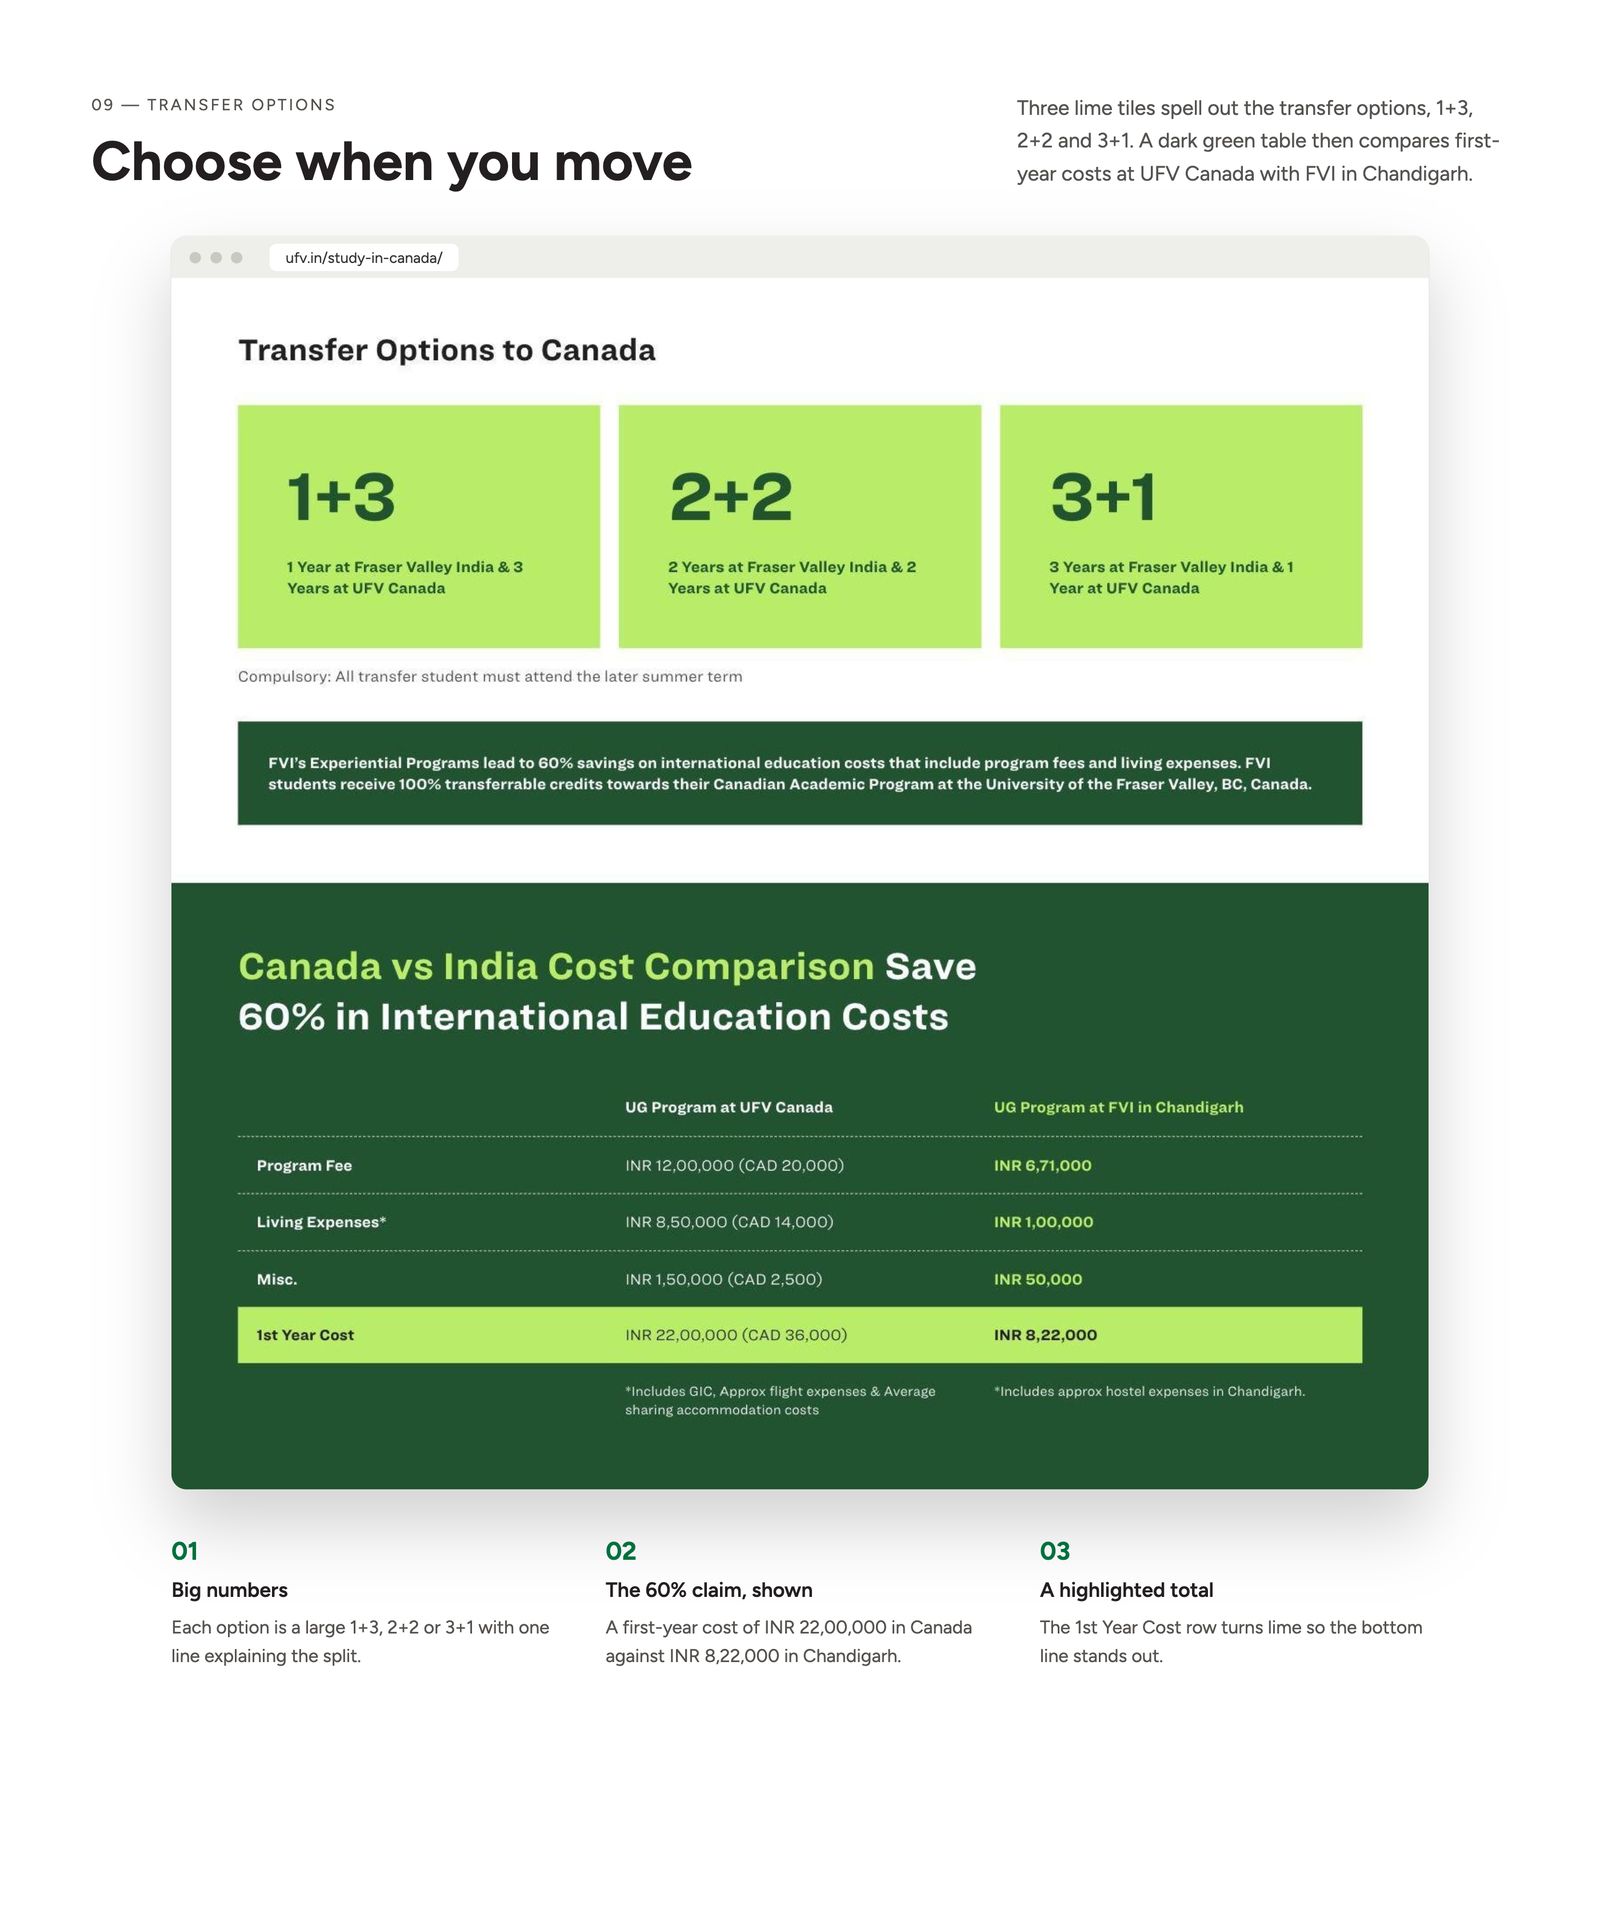 09 — TRANSFER OPTIONS
Choose when you move
Three lime tiles spell out the transfer options, 1+3,
2+2 and 3+1. A dark green table then compares first-
year costs at UFV Canada with FVI in Chandigarh.
ufv.in/study-in-canada/
Transfer Options to Canada
1+3
1 Year at Fraser Valley India & 3
Years at UFV Canada
2+2
2 Years at Fraser Valley India & 2
Years at UFV Canada
3+1
3 Years at Fraser Valley India & 1
Year at UFV Canada
Compulsory: All transfer student must attend the later summer term
FVI's Experiential Programs lead to 60% savings on international education costs that include program fees and living expenses. FVI
students receive 100% transferrable credits towards their Canadian Academic Program at the University of the Fraser Valley, BC, Canada.
Canada vs India Cost Comparison Save
60% in International Education Costs
UG Program at UFV Canada UG Program at FVI in Chandigarh
Program Fee INR 12,00,000 (CAD 20,000) INR 6,71,000
Living Expenses* INR 8,50,000 (CAD 14,000) INR 1,00,000
Misc. INR 1,50,000 (CAD 2,500) INR 50,000
1st Year Cost INR 22,00,000 (CAD 36,000) INR 8,22,000
*Includes GIC, Approx flight expenses & Average
sharing accommodation costs
*Includes approx hostel expenses in Chandigarh.
01
Big numbers
Each option is a large 1+3, 2+2 or 3+1 with one
line explaining the split.
02
The 60% claim, shown
A first-year cost of INR 22,00,000 in Canada
against INR 8,22,000 in Chandigarh.
03
A highlighted total
The 1st Year Cost row turns lime so the bottom
line stands out.